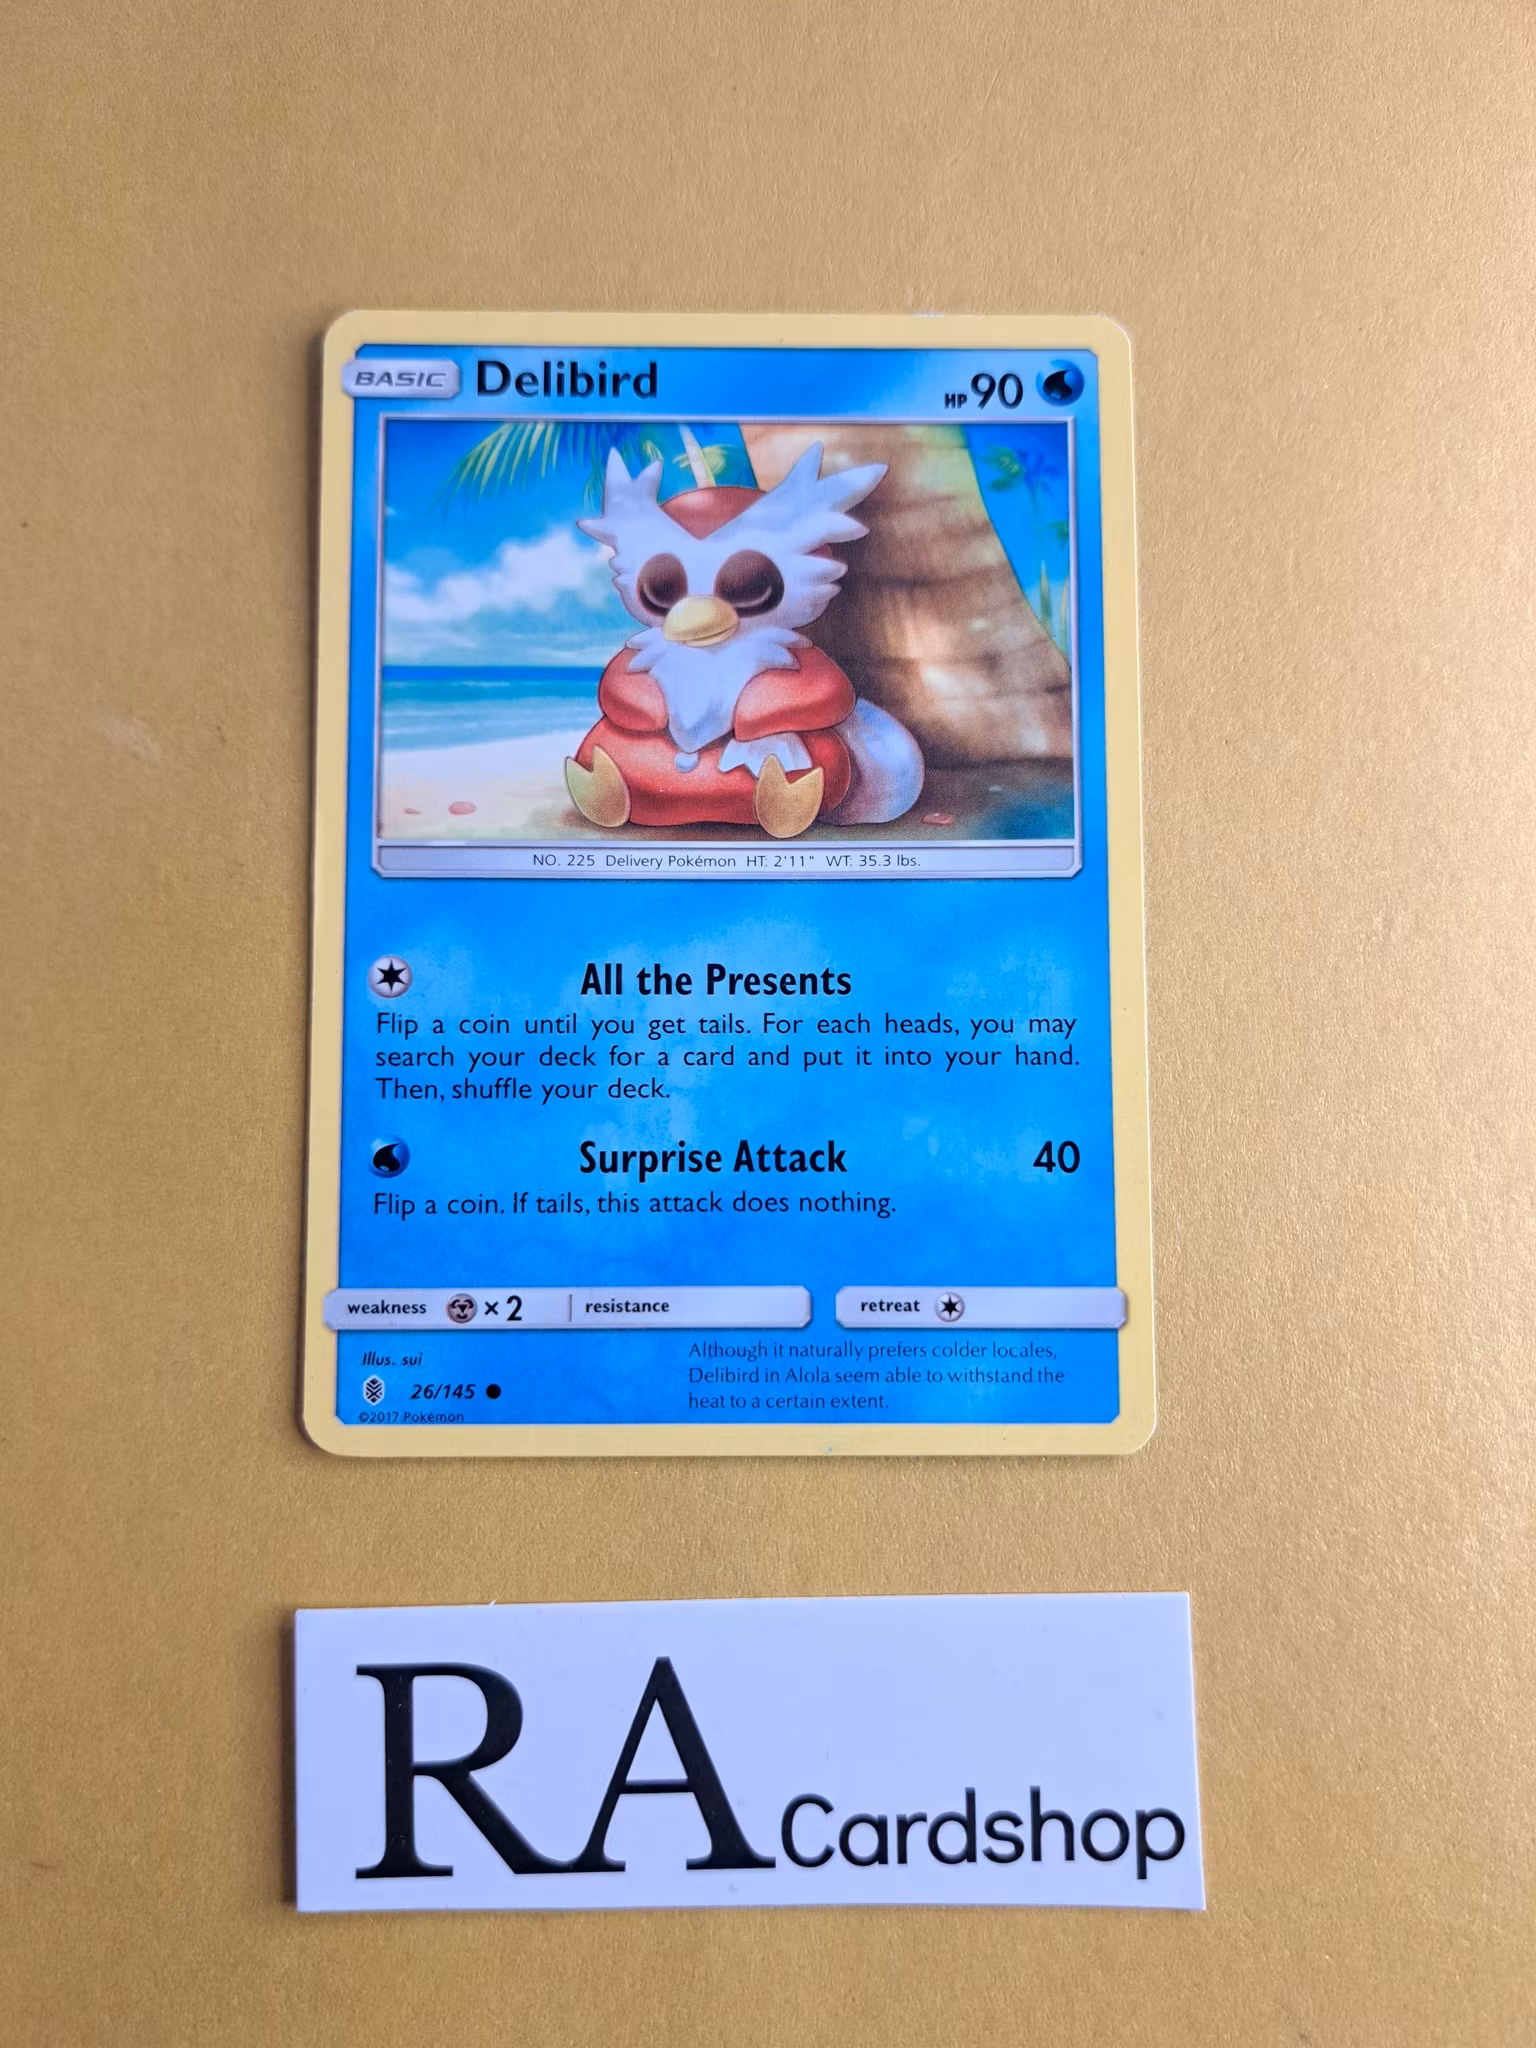 BASIC Delibird HP 90
NO. 225 Delivery Pokémon HT: 2'11" WT: 35.3 lbs.
All the Presents
Flip a coin until you get tails. For each heads, you may
search your deck for a card and put it into your hand.
Then, shuffle your deck.
Surprise Attack 40
Flip a coin. If tails, this attack does nothing.
weakness ×2 resistance retreat
Illus. sui
26/145
©2017 Pokémon
Although it naturally prefers colder locales,
Delibird in Alola seem able to withstand the
heat to a certain extent.
RA Cardshop